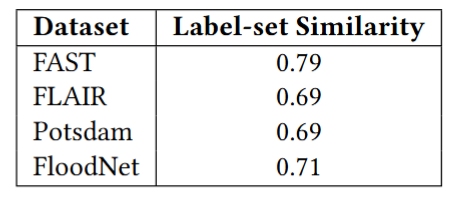 Dataset Label-set Similarity
FAST 0.79
FLAIR 0.69
Potsdam 0.69
FloodNet 0.71